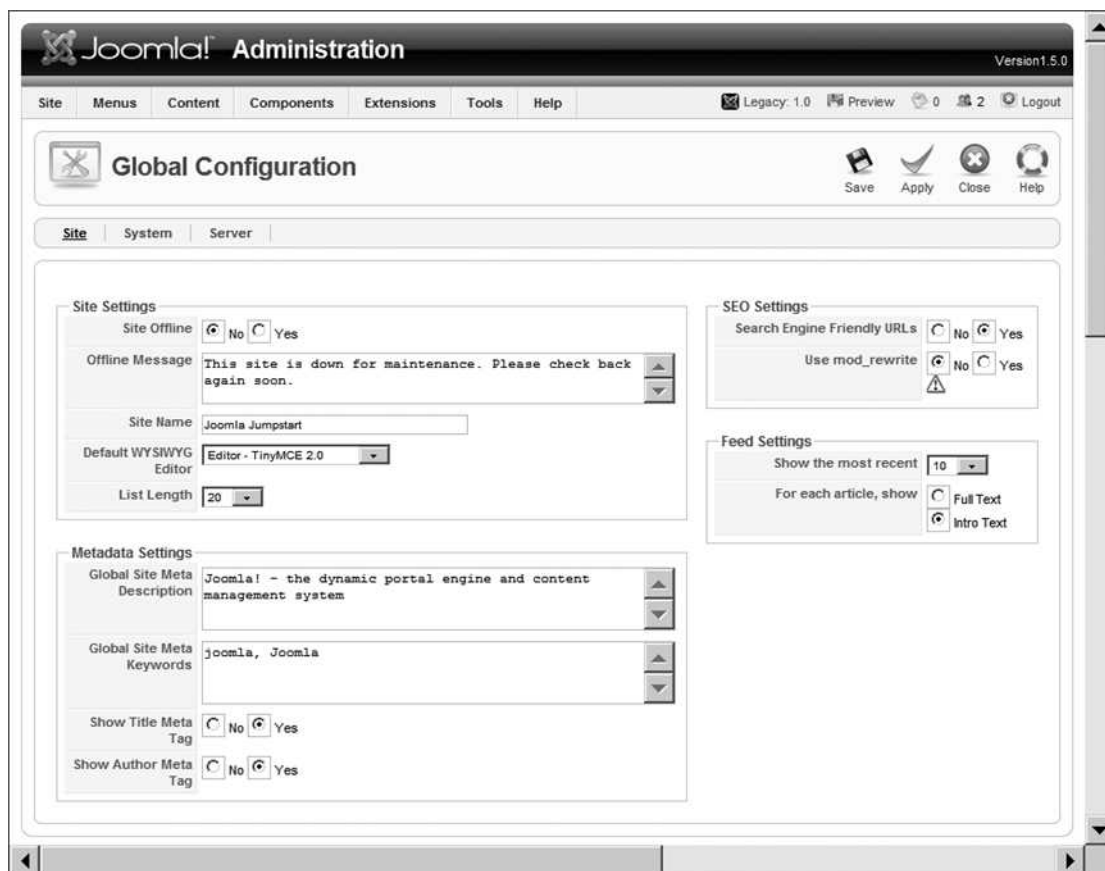 Joomla! Administration
Version1.5.0
Site Menus Content Components Extensions Tools Help Legacy: 1.0 Preview 0 2 Logout
Global Configuration
Save Apply Close Help
Site System Server
Site Settings
Site Offline No Yes
Offline Message This site is down for maintenance. Please check back
again soon.
Site Name Joomla Jumpstart
Default WYSIWYG
Editor Editor - TinyMCE 2.0
List Length 20
Metadata Settings
Global Site Meta
Description Joomla! - the dynamic portal engine and content
management system
Global Site Meta
Keywords joomla, Joomla
Show Title Meta
Tag No Yes
Show Author Meta
Tag No Yes
SEO Settings
Search Engine Friendly URLs No Yes
Use mod_rewrite No Yes
Feed Settings
Show the most recent 10
For each article, show Full Text
Intro Text